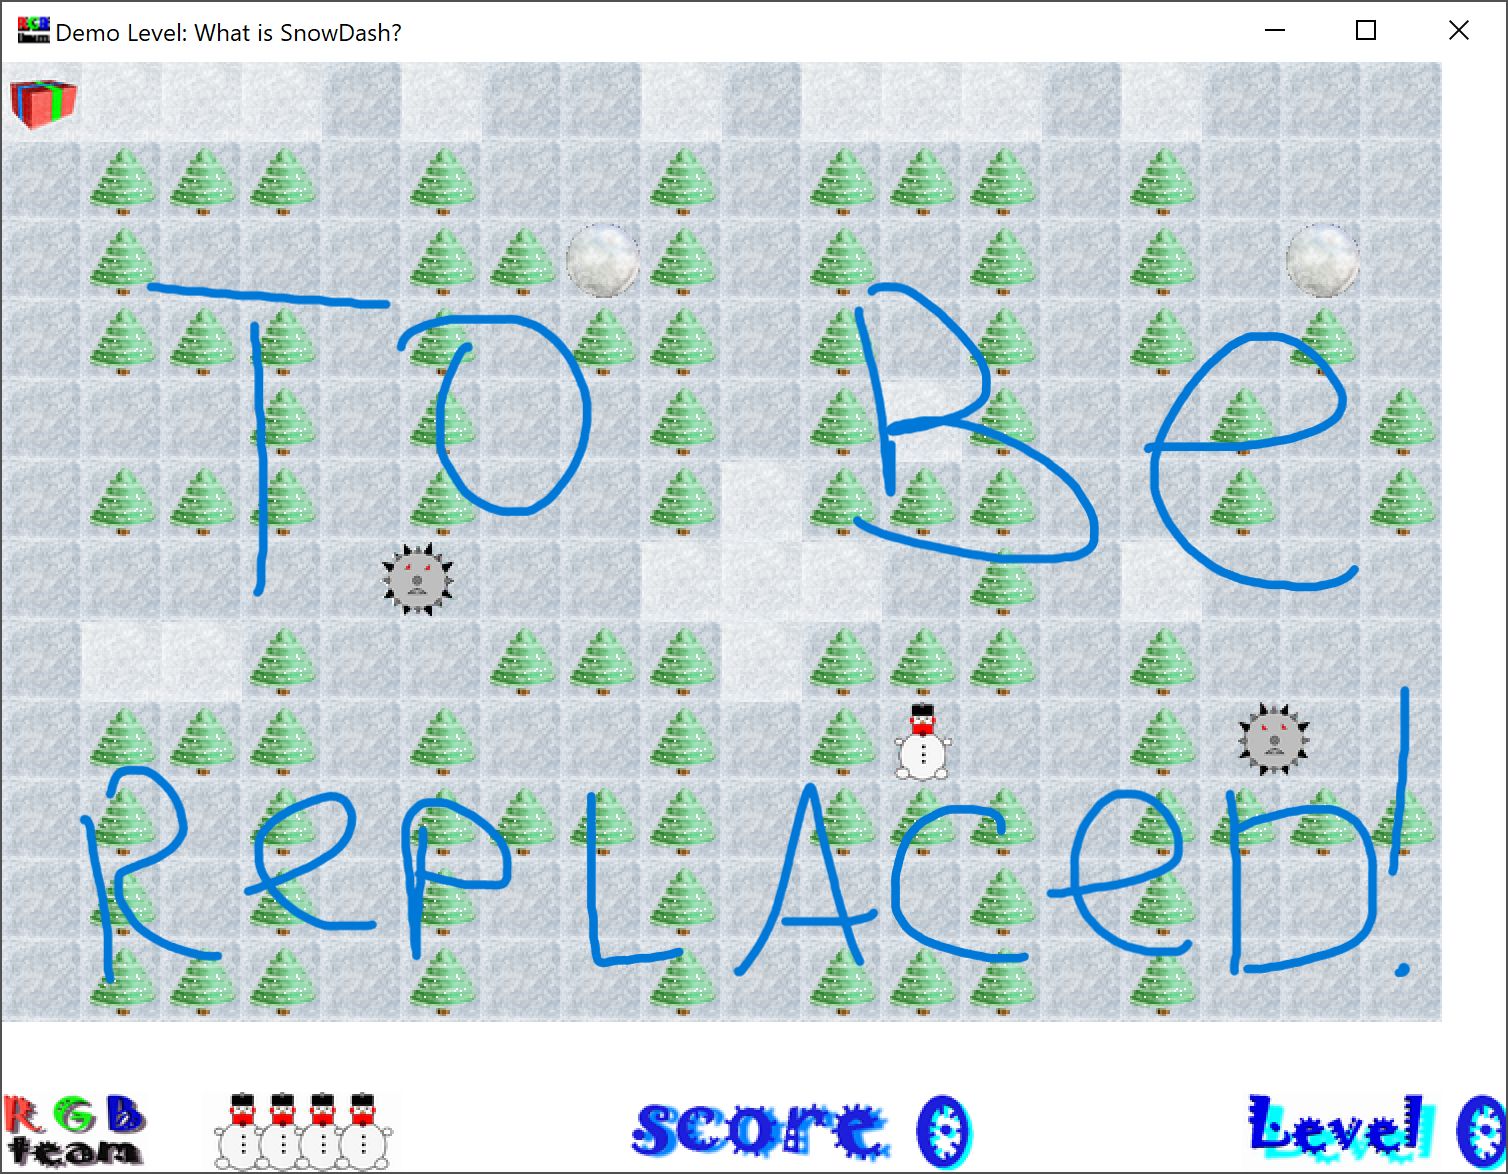 Demo Level: What is SnowDash?
TO Be
RePLACeD!
RGB team
score 0
Level 0